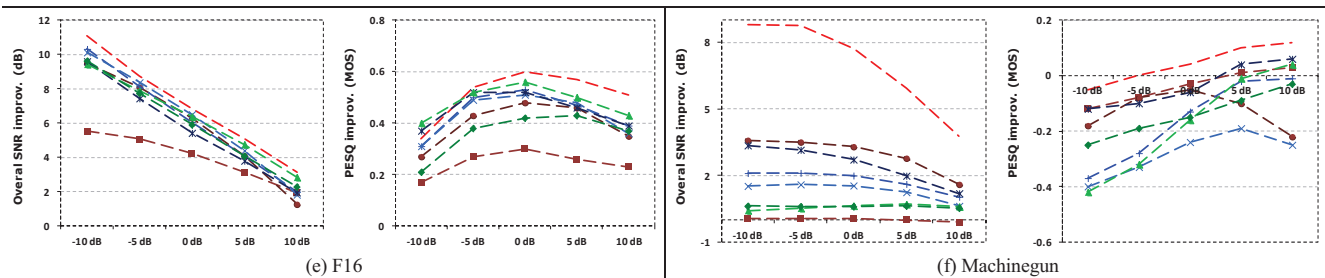 Overal SNR improv. (dB)
12
10
8
6
4
2
0
-10 dB -5 dB 0 dB 5 dB 10 dB
PESQ improv. (MOS)
0.8
0.6
0.4
0.2
0.0
-10 dB -5 dB 0 dB 5 dB 10 dB
(e) F16
Overal SNR improv. (dB)
8
5
2
-1
-10 dB -5 dB 0 dB 5 dB 10 dB
PESQ improv. (MOS)
0.2
0
-0.2
-0.4
-0.6
-10 dB -5 dB 0 dB 5 dB 10 dB
(f) Machinegun